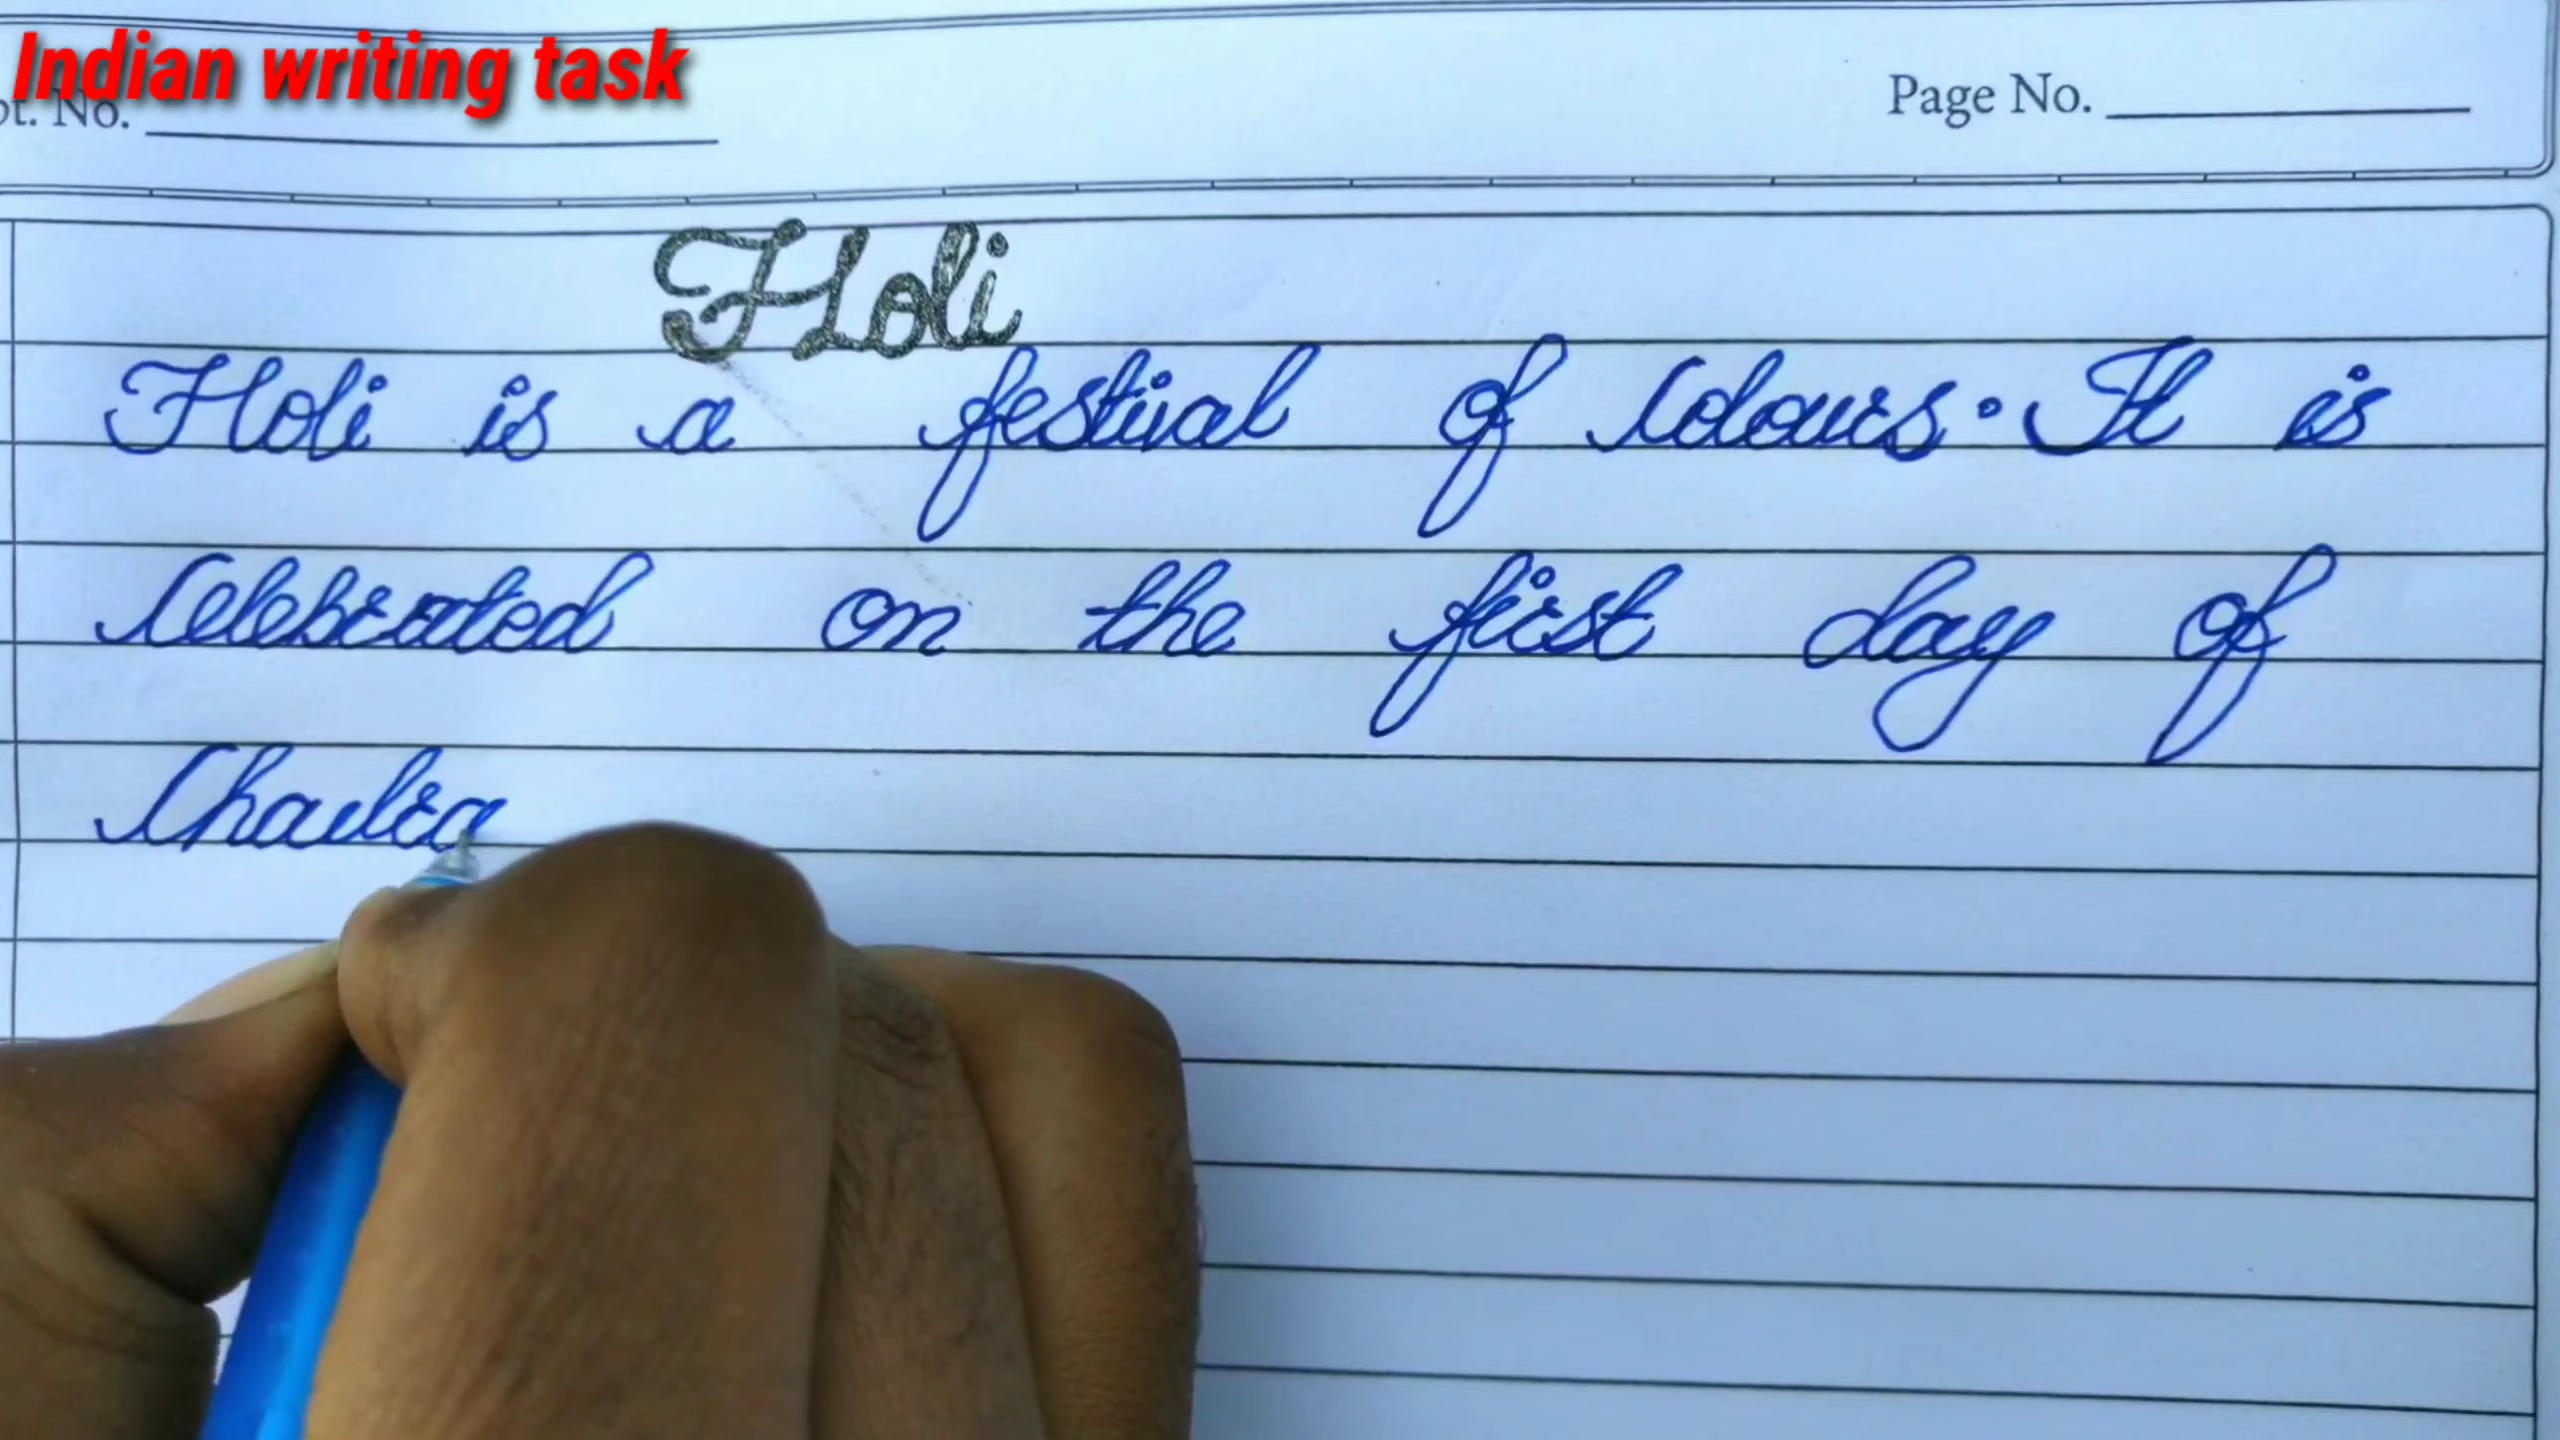 Indian writing task
pt. No.
Page No.
Holi
Holi is a festival of Colours. It is
Celebrated on the first day of
Chaitra